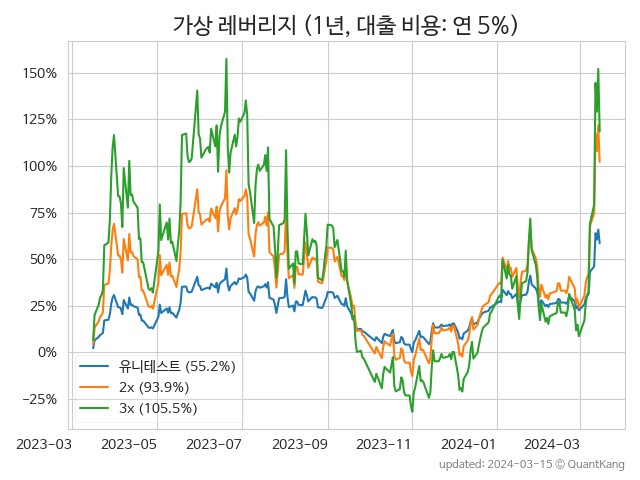 가상 레버리지 (1년, 대출 비용: 연 5%)
150%
125%
100%
75%
50%
25%
0%
−25%
유니테스트 (55.2%)
2x (93.9%)
3x (105.5%)
2023-03 2023-05 2023-07 2023-09 2023-11 2024-01 2024-03
updated: 2024-03-15 ⓒ QuantKang